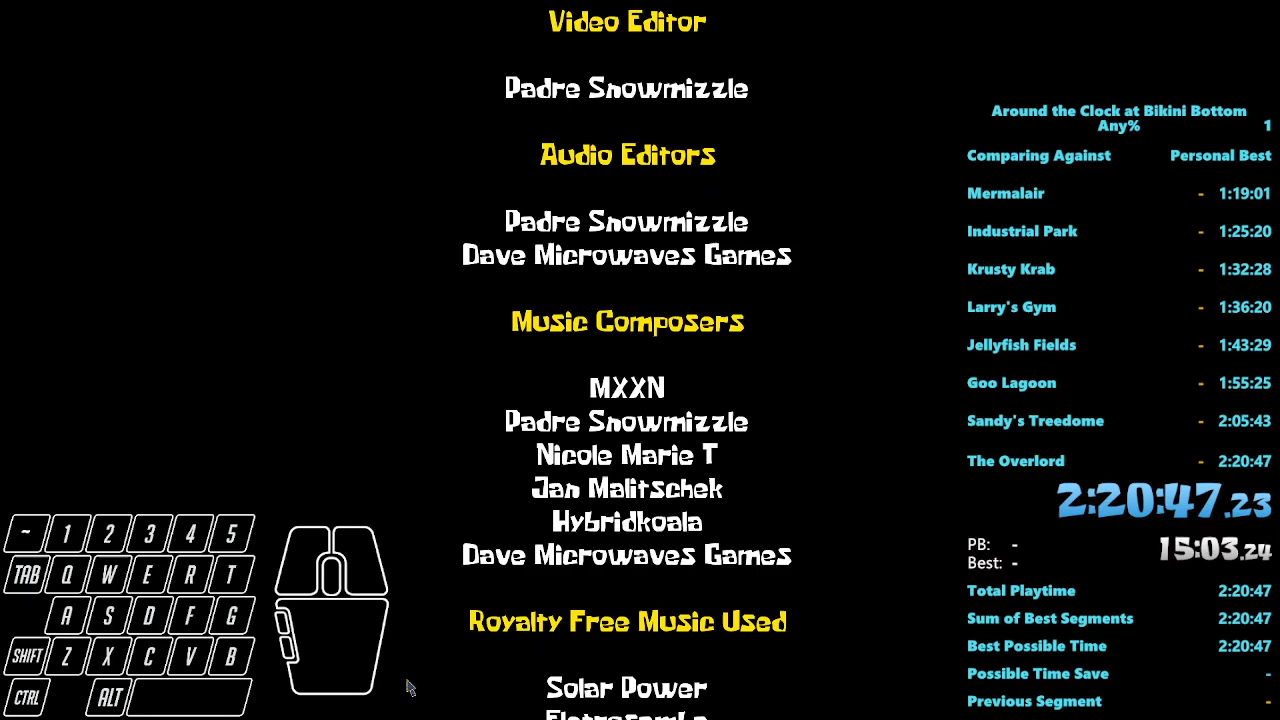 Video Editor
Padre Snowmizzle
Audio Editors
Padre Snowmizzle
Dave Microwaves Games
Music Composers
MXXN
Padre Snowmizzle
Nicole Marie T
Jan Malitschek
Hybridkoala
Dave Microwaves Games
Royalty Free Music Used
Solar Power
Around the Clock at Bikini Bottom
Any% 1
Comparing Against Personal Best
Mermalair - 1:19:01
Industrial Park - 1:25:20
Krusty Krab - 1:32:28
Larry's Gym - 1:36:20
Jellyfish Fields - 1:43:29
Goo Lagoon - 1:55:25
Sandy's Treedome - 2:05:43
The Overlord - 2:20:47
2:20:47.23
PB: - 15:03.24
Best: -
Total Playtime 2:20:47
Sum of Best Segments 2:20:47
Best Possible Time 2:20:47
Possible Time Save -
Previous Segment -
~ 1 2 3 4 5
TAB Q W E R T
A S D F G
SHIFT Z X C V B
CTRL ALT